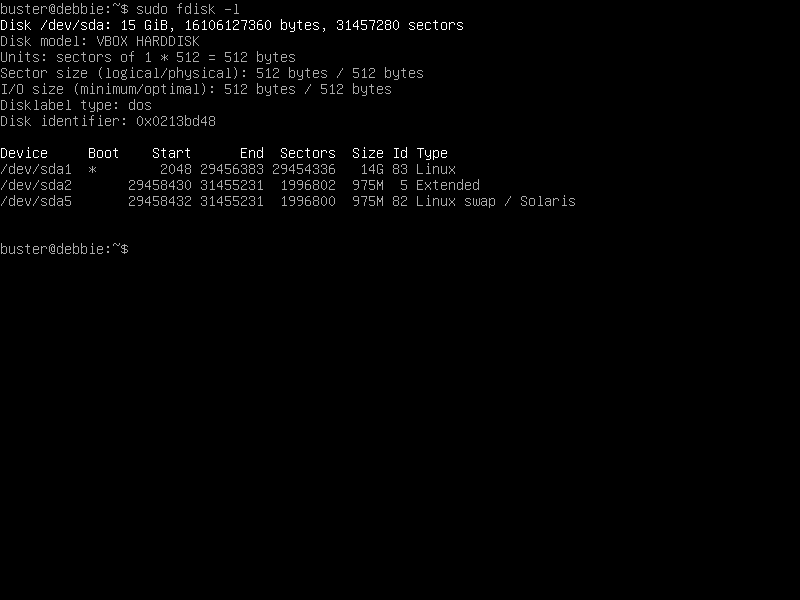 buster@debbie:~$ sudo fdisk -l
Disk /dev/sda: 15 GiB, 16106127360 bytes, 31457280 sectors
Disk model: VBOX HARDDISK
Units: sectors of 1 * 512 = 512 bytes
Sector size (logical/physical): 512 bytes / 512 bytes
I/O size (minimum/optimal): 512 bytes / 512 bytes
Disklabel type: dos
Disk identifier: 0x0213bd48
Device     Boot    Start      End  Sectors  Size Id Type
/dev/sda1  *        2048 29456383 29454336   14G 83 Linux
/dev/sda2       29458430 31455231  1996802  975M  5 Extended
/dev/sda5       29458432 31455231  1996800  975M 82 Linux swap / Solaris
buster@debbie:~$